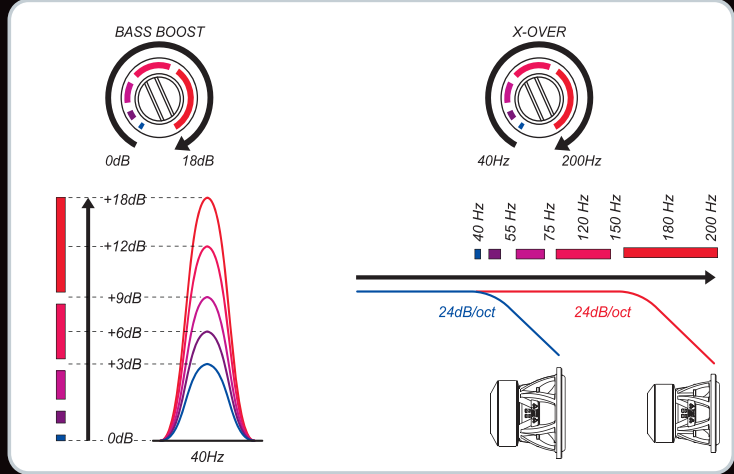 BASS BOOST
0dB 18dB
X-OVER
40Hz 200Hz
+18dB
+12dB
+9dB
+6dB
+3dB
0dB
40Hz
40 Hz
55 Hz
75 Hz
120 Hz
150 Hz
180 Hz
200 Hz
24dB/oct 24dB/oct